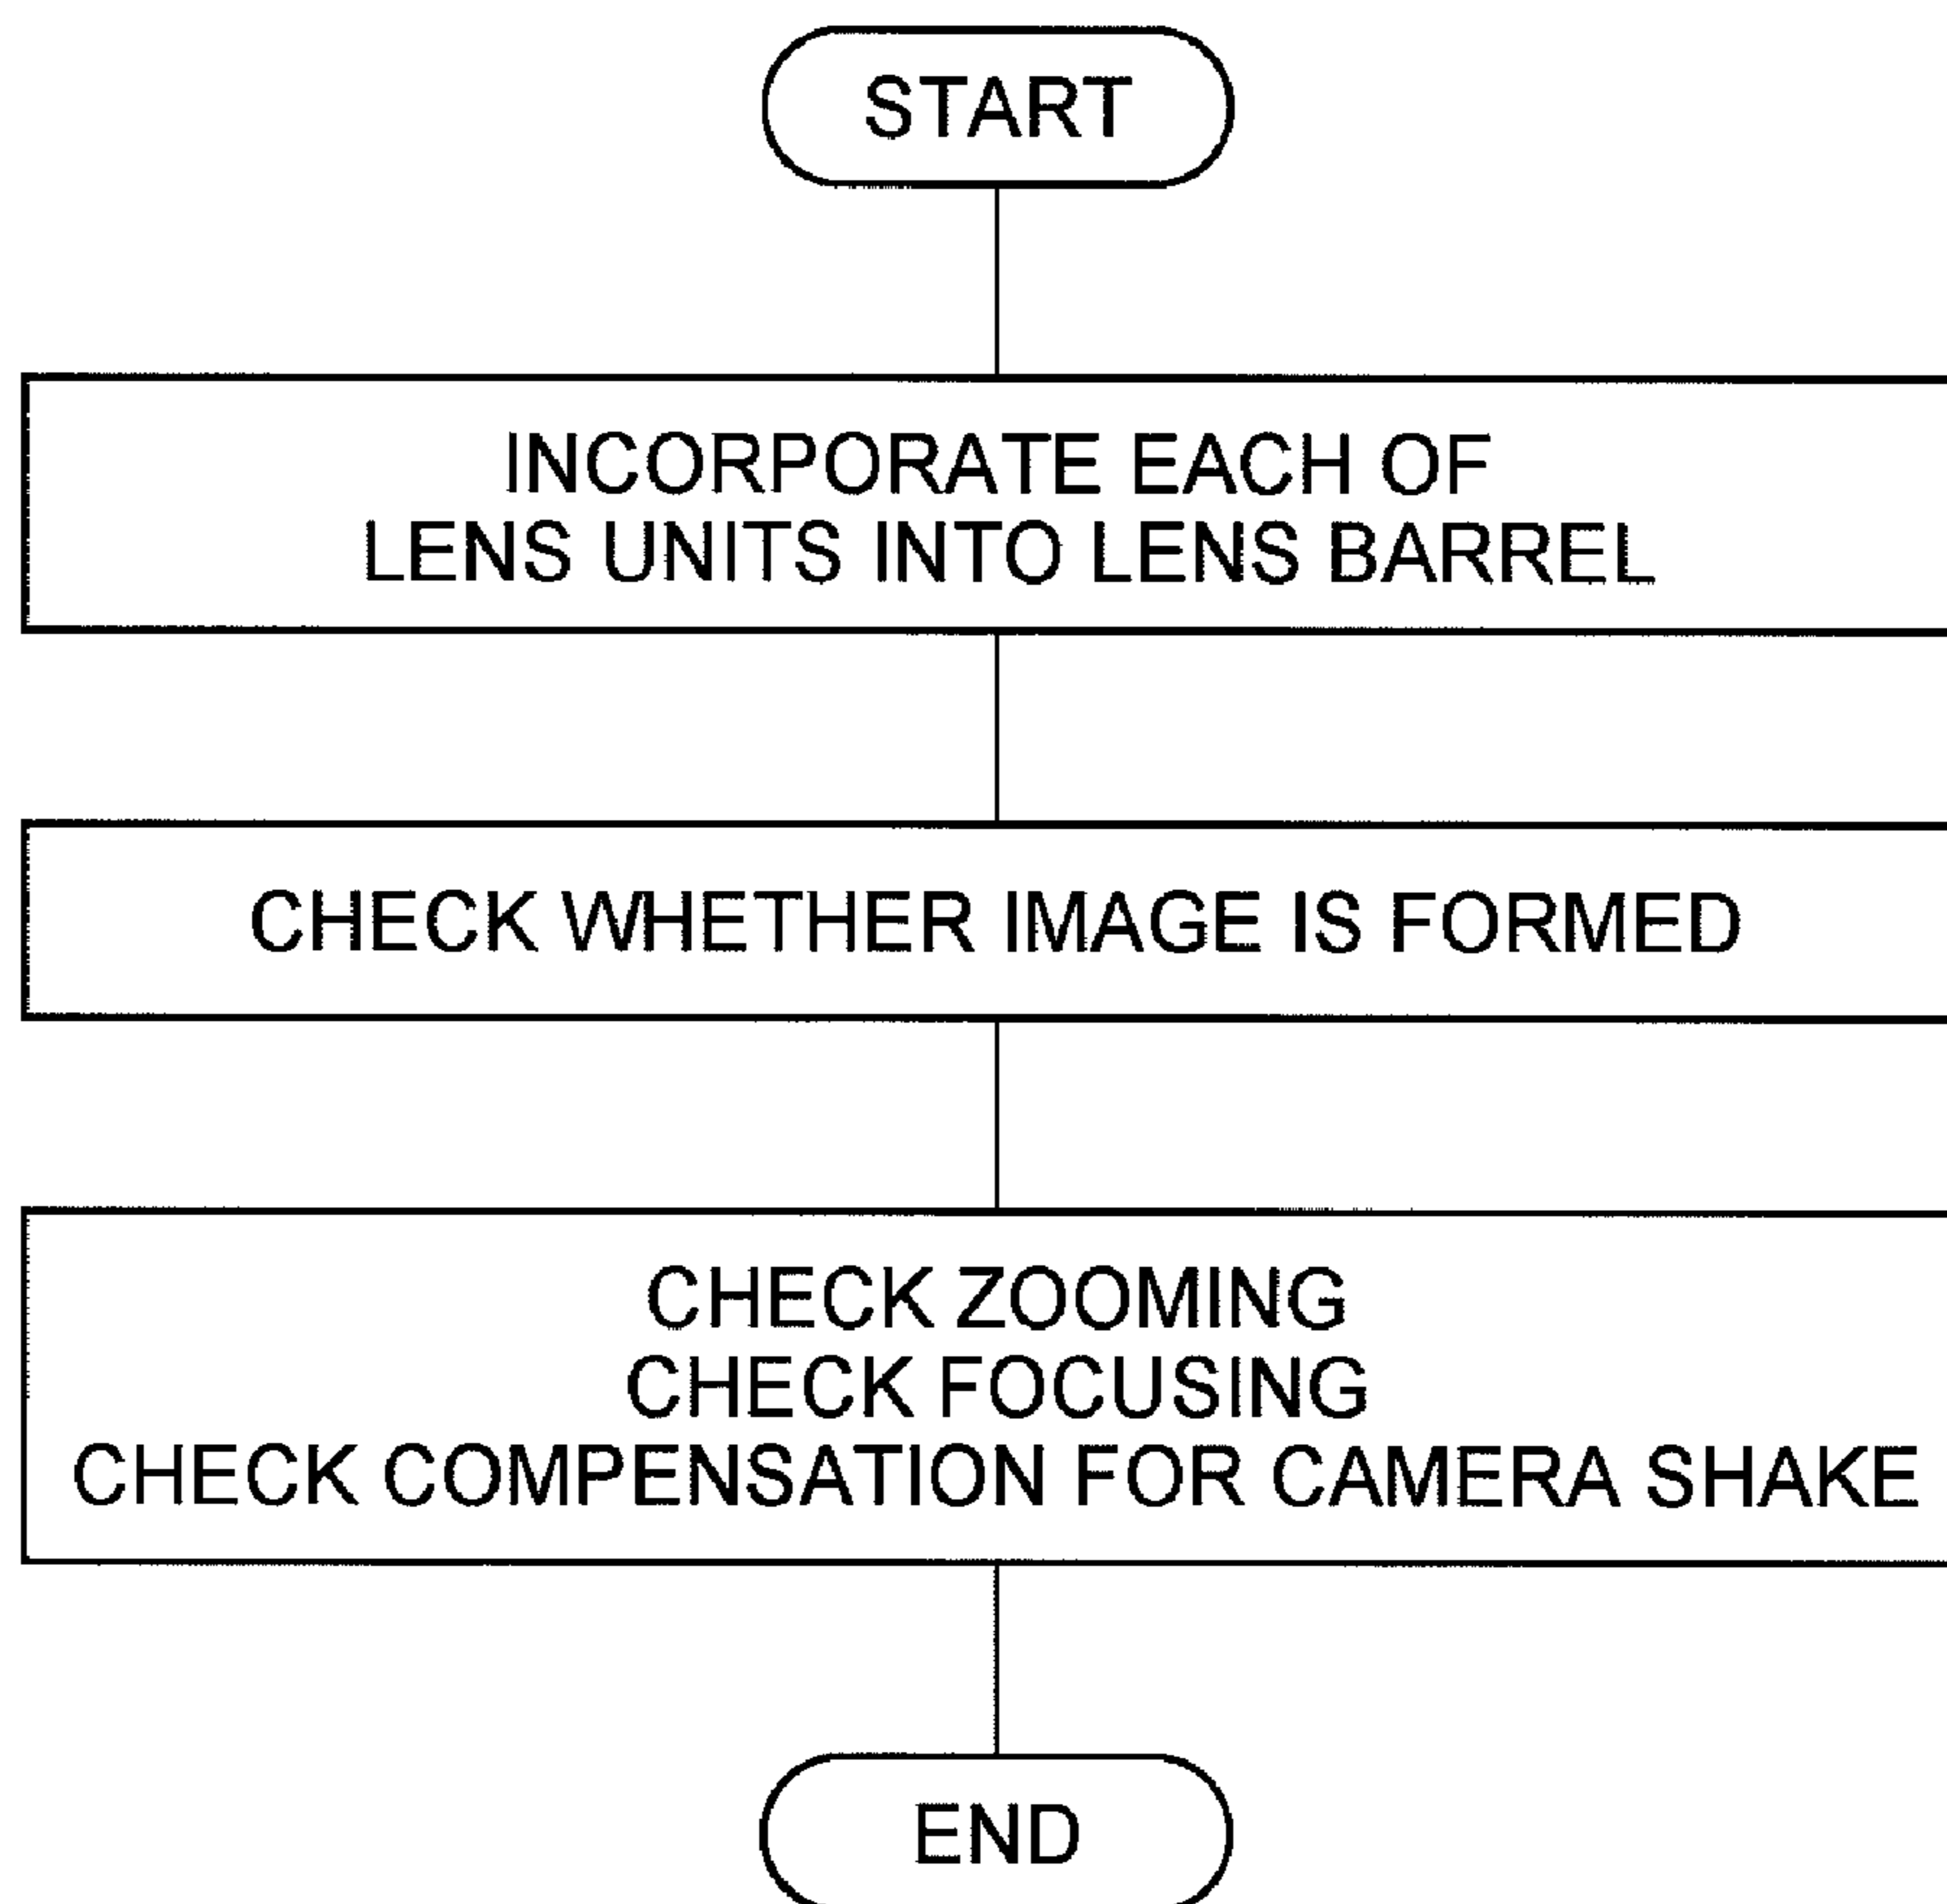 START
INCORPORATE EACH OF
LENS UNITS INTO LENS BARREL
CHECK WHETHER IMAGE IS FORMED
CHECK ZOOMING
CHECK FOCUSING
CHECK COMPENSATION FOR CAMERA SHAKE
END